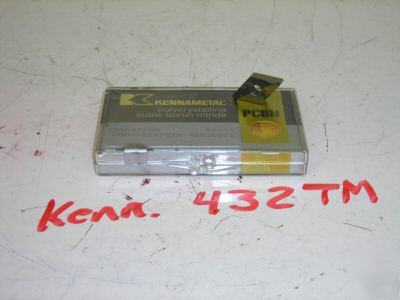 KENNAMETAL
polycrystalline
cubic boron nitride
PCBN
Kenn. 432TM